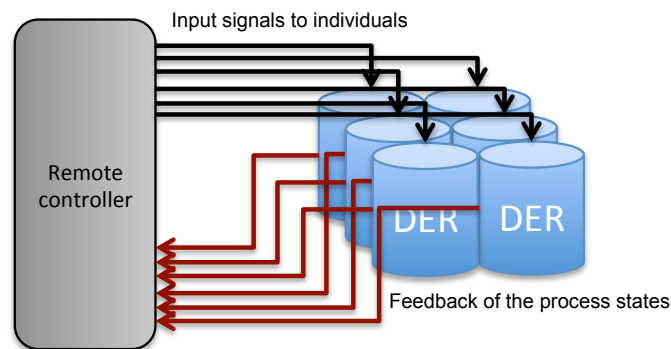 Input signals to individuals
Remote
controller
DER
DER
Feedback of the process states